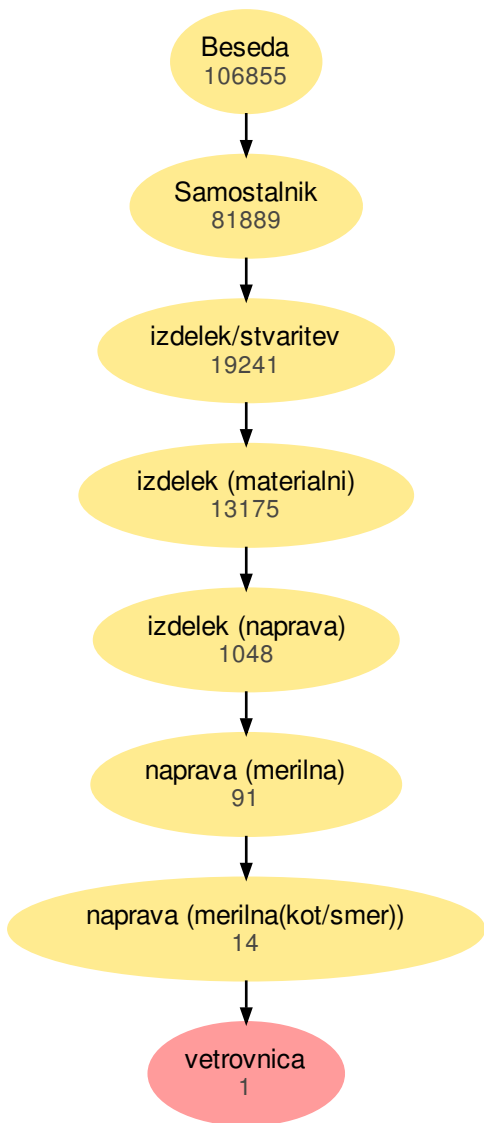 Beseda
106855
Samostalnik
81889
izdelek/stvaritev
19241
izdelek (materialni)
13175
izdelek (naprava)
1048
naprava (merilna)
91
naprava (merilna(kot/smer))
14
vetrovnica
1